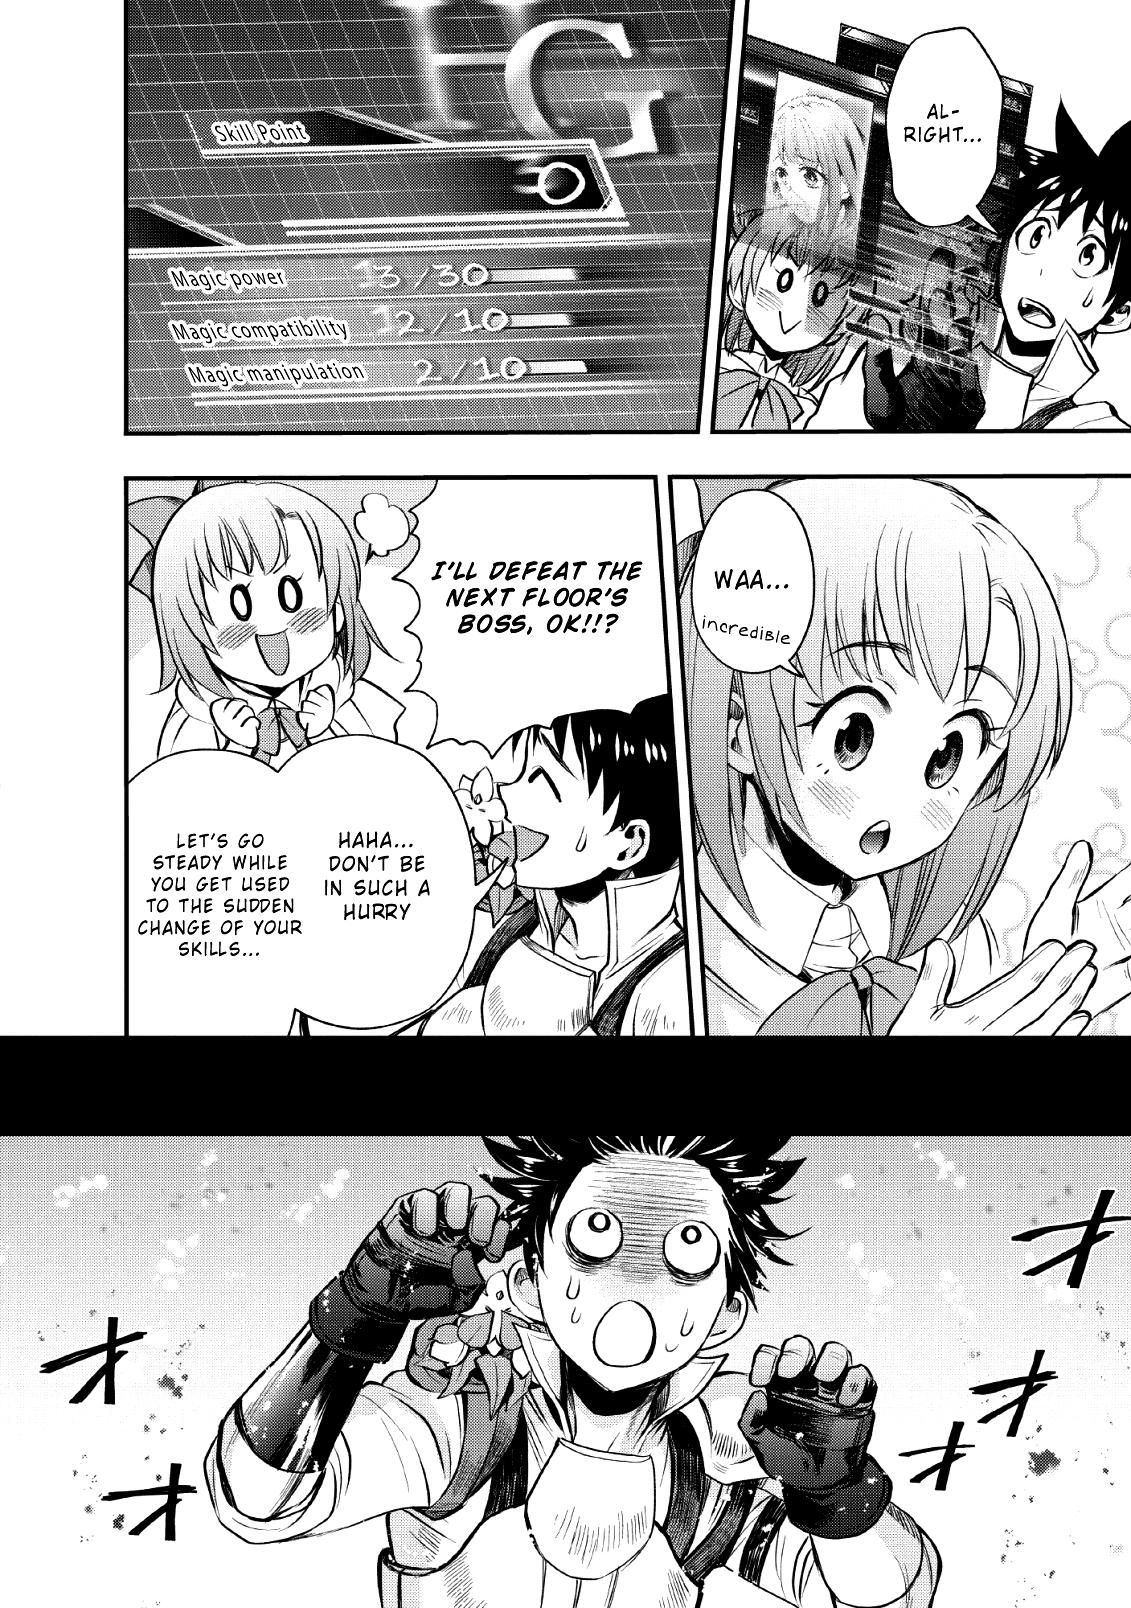 AL-
RIGHT...
HG
Skill Point
0
Magic power 13/30
Magic compatibility 12/10
Magic manipulation 2/10
WAA...
incredible
I'LL DEFEAT THE
NEXT FLOOR'S
BOSS, OK!!?
HAHA...
DON'T BE
IN SUCH A
HURRY
LET'S GO
STEADY WHILE
YOU GET USED
TO THE SUDDEN
CHANGE OF YOUR
SKILLS...
オ
オ
オ
オ